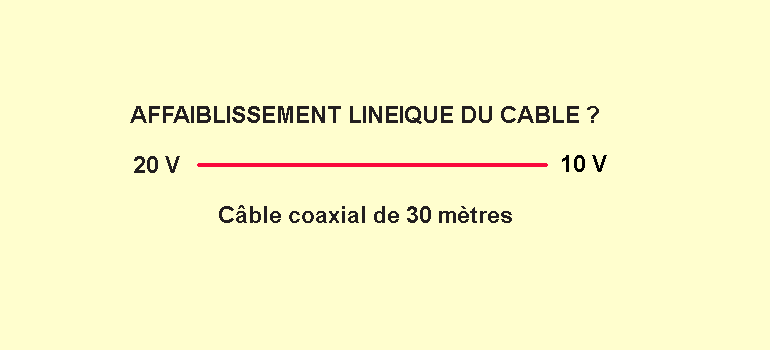 AFFAIBLISSEMENT LINEIQUE DU CABLE ?
20 V 10 V
Câble coaxial de 30 mètres